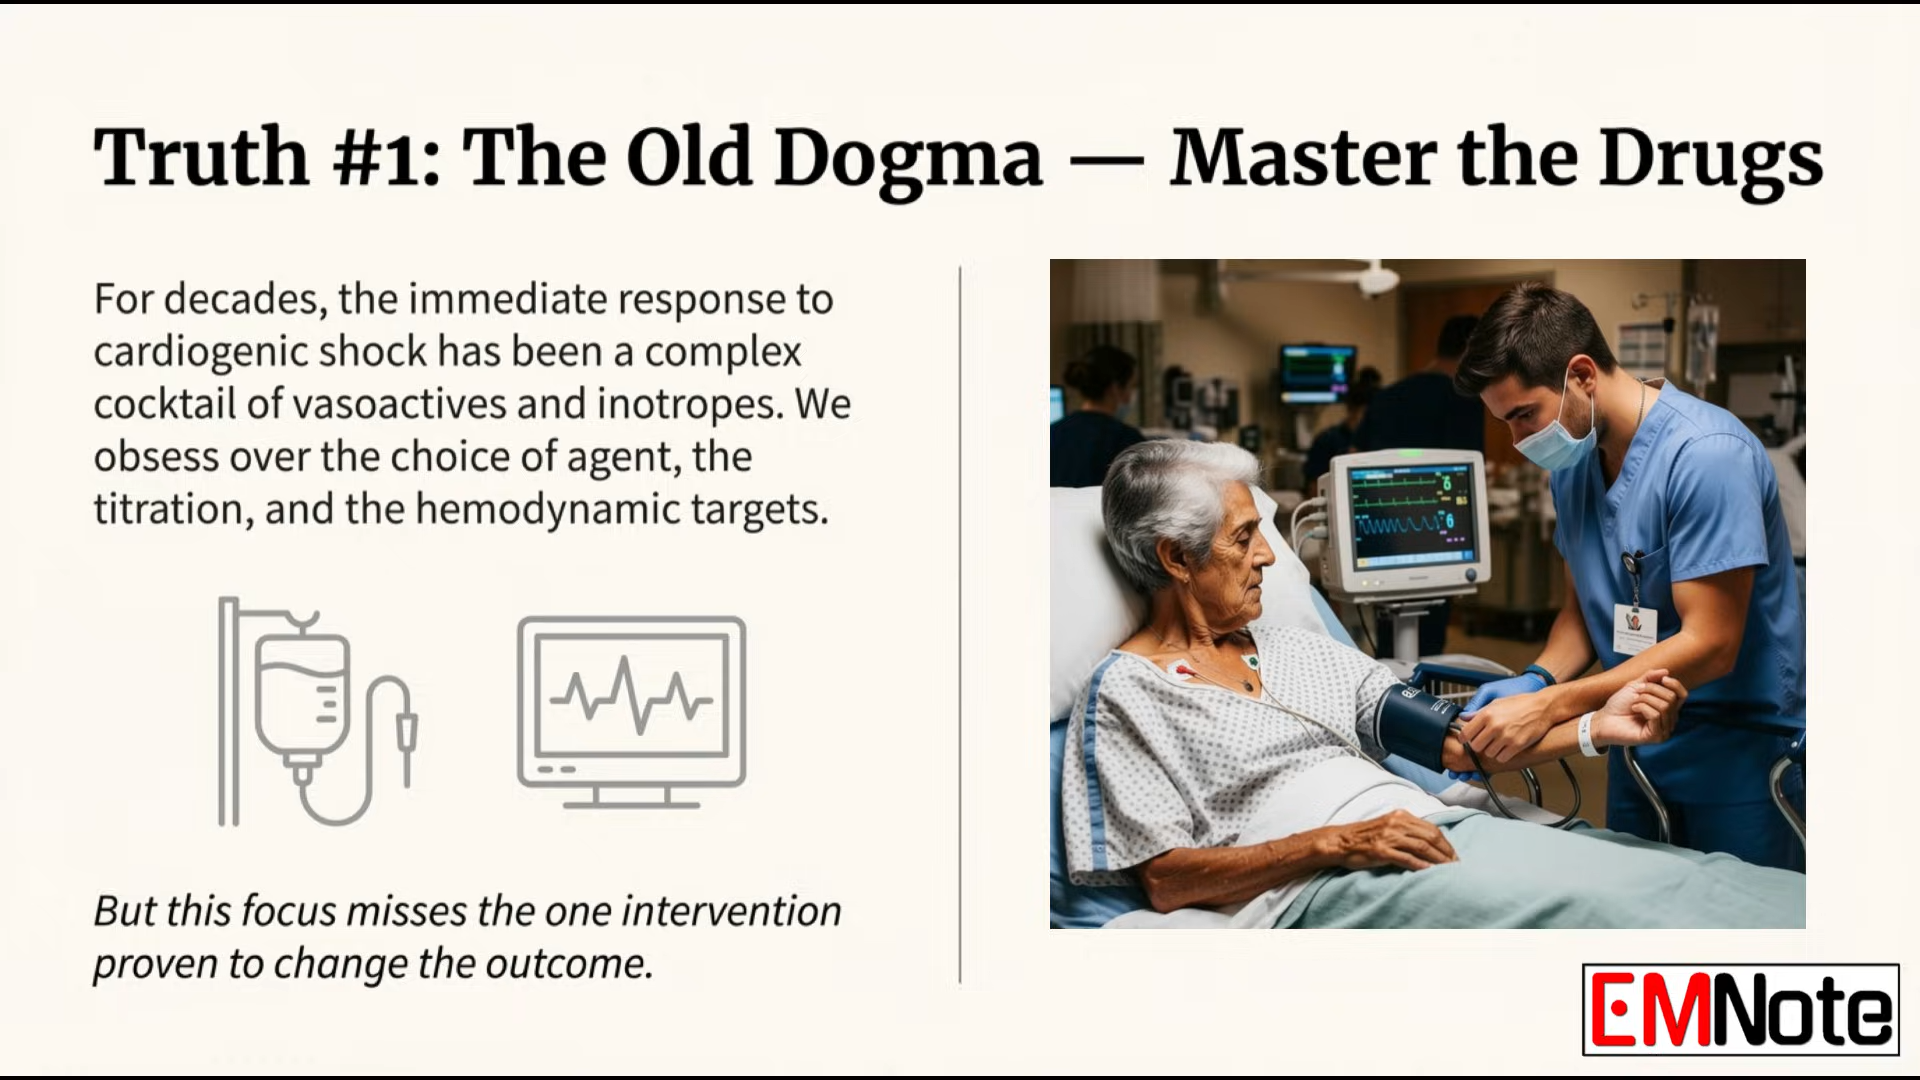 Truth #1: The Old Dogma — Master the Drugs
For decades, the immediate response to
cardiogenic shock has been a complex
cocktail of vasoactives and inotropes. We
obsess over the choice of agent, the
titration, and the hemodynamic targets.
But this focus misses the one intervention
proven to change the outcome.
6
6
EMNote